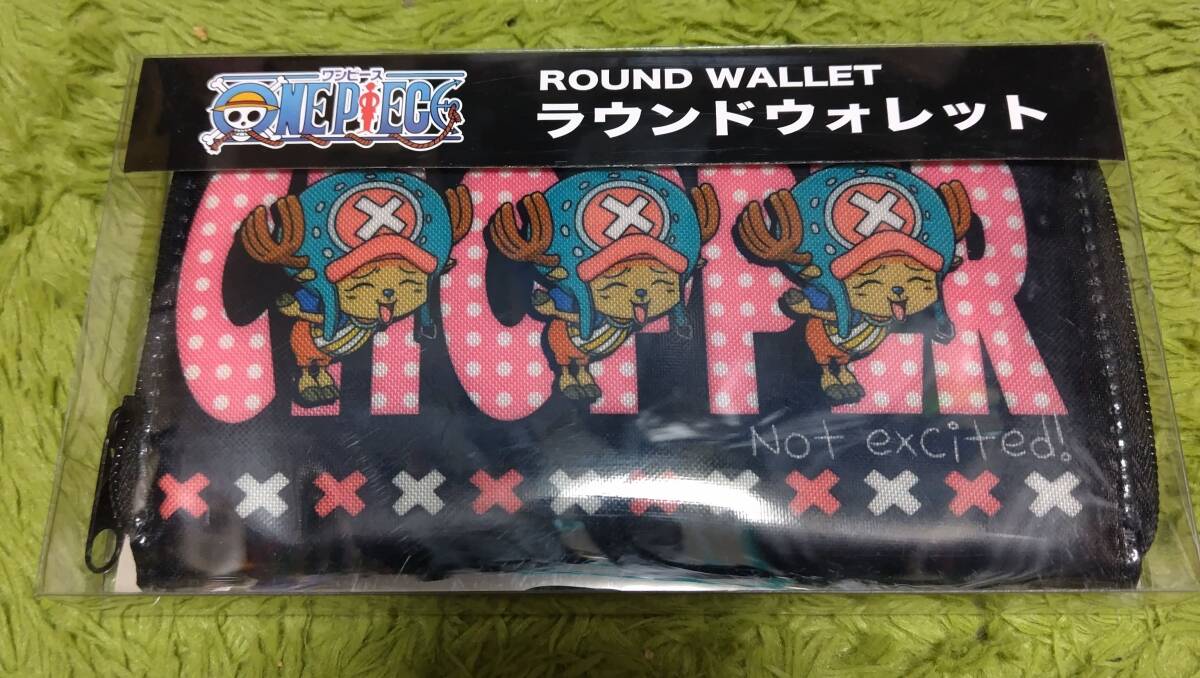 ワンピース
ONE PIECE
ROUND WALLET
ラウンドウォレット
CHOPPER
Not excited!